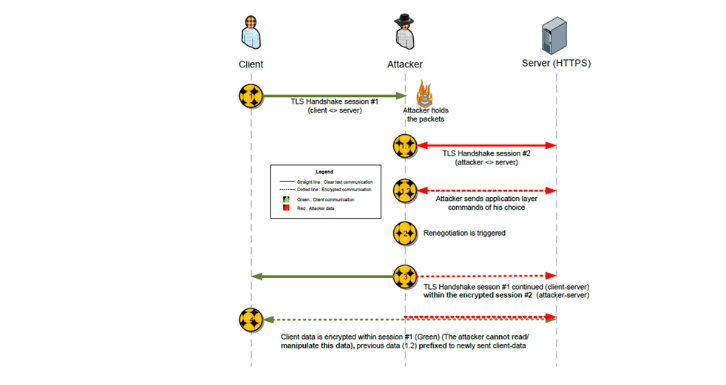 Client
Attacker
Server (HTTPS)
TLS Handshake session #1
(client <> server)
Attacker holds
the packets
TLS Handshake session #2
(attacker <> server)
Legend
Straight line : Clear text communication
Dotted line : Encrypted communication
Green : Client communication
Red : Attacker data
Attacker sends application layer
commands of his choice
Renegotiation is triggered
TLS Handshake session #1 continued (client-server)
within the encrypted session #2 (attacker-server)
Client data is encrypted within session #1 (Green) (The attacker cannot read/
manipulate this data), previous data (1.2) prefixed to newly sent client-data